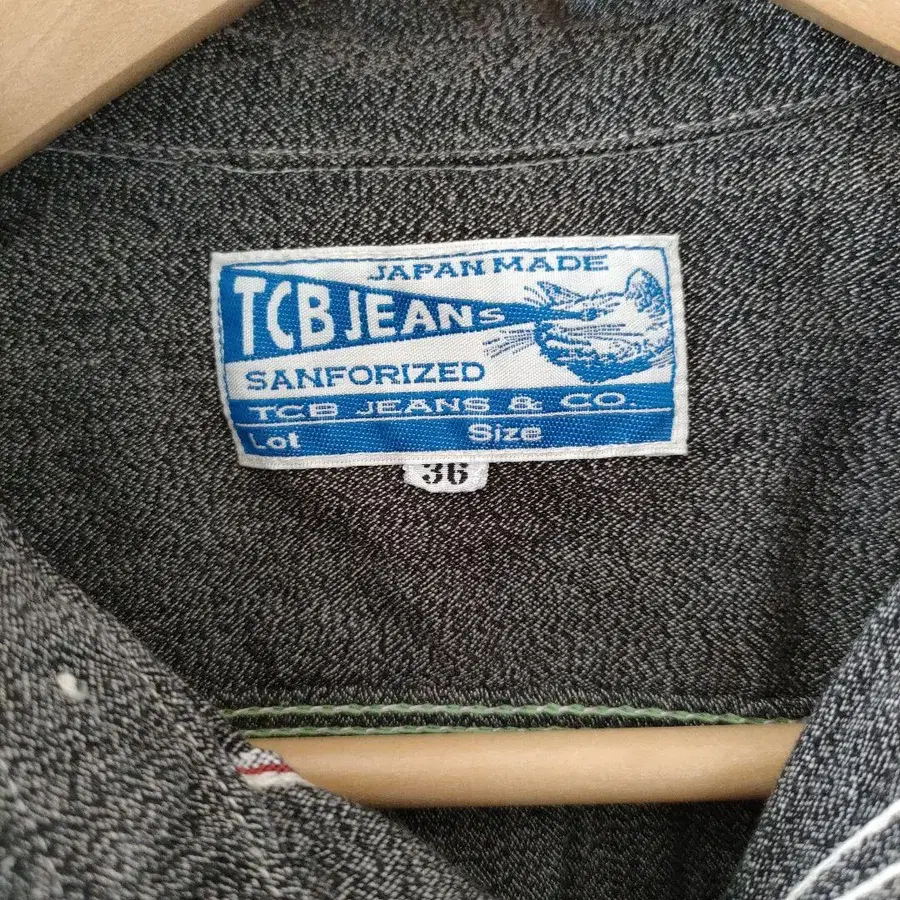 JAPAN MADE
TCB JEANS
SANFORIZED
TCB JEANS & CO.
Lot Size
36